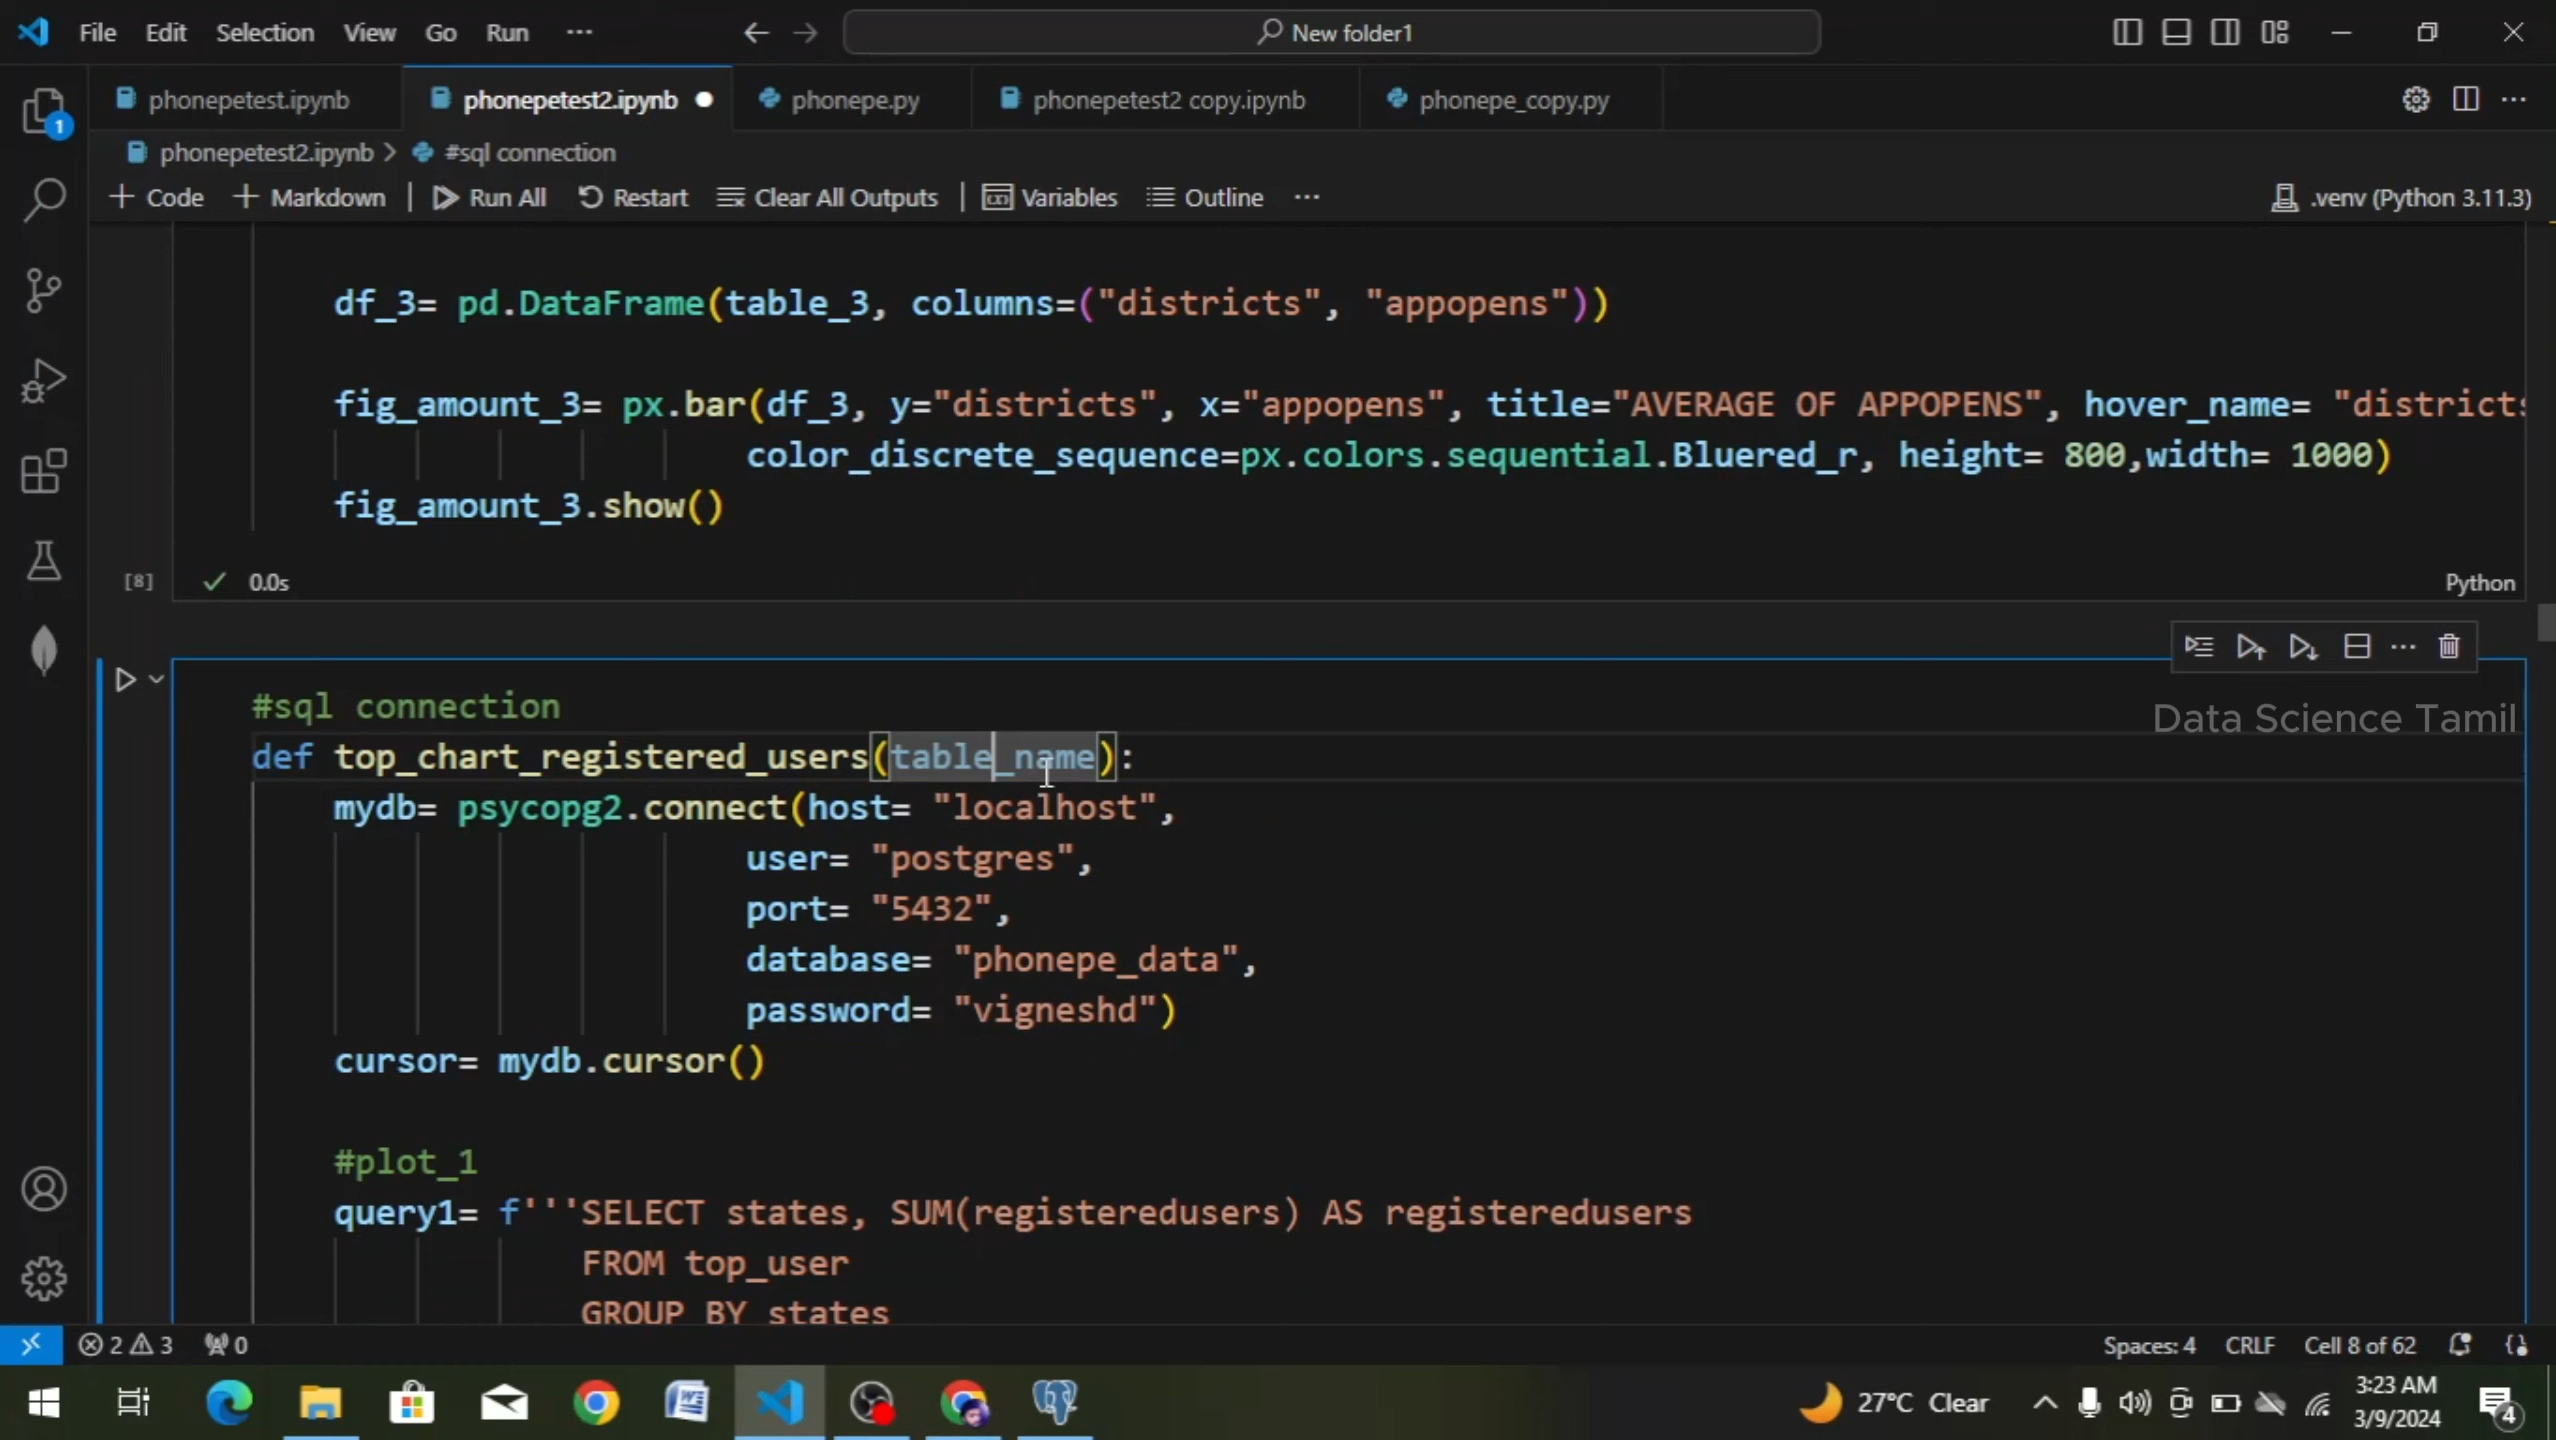 File Edit Selection View Go Run ··· New folder1
phonepetest.ipynb phonepetest2.ipynb phonepe.py phonepetest2 copy.ipynb phonepe_copy.py
phonepetest2.ipynb > #sql connection
+ Code + Markdown | Run All Restart Clear All Outputs | Variables Outline ··· .venv (Python 3.11.3)
df_3= pd.DataFrame(table_3, columns=("districts", "appopens"))
fig_amount_3= px.bar(df_3, y="districts", x="appopens", title="AVERAGE OF APPOPENS", hover_name= "districts
color_discrete_sequence=px.colors.sequential.Bluered_r, height= 800,width= 1000)
fig_amount_3.show()
[8] 0.0s Python
#sql connection
Data Science Tamil
def top_chart_registered_users(table_name):
mydb= psycopg2.connect(host= "localhost",
user= "postgres",
port= "5432",
database= "phonepe_data",
password= "vigneshd")
cursor= mydb.cursor()
#plot_1
query1= f'''SELECT states, SUM(registeredusers) AS registeredusers
FROM top_user
GROUP BY states
2 3 0 Spaces: 4 CRLF Cell 8 of 62
27°C Clear 3:23 AM
3/9/2024 4
1